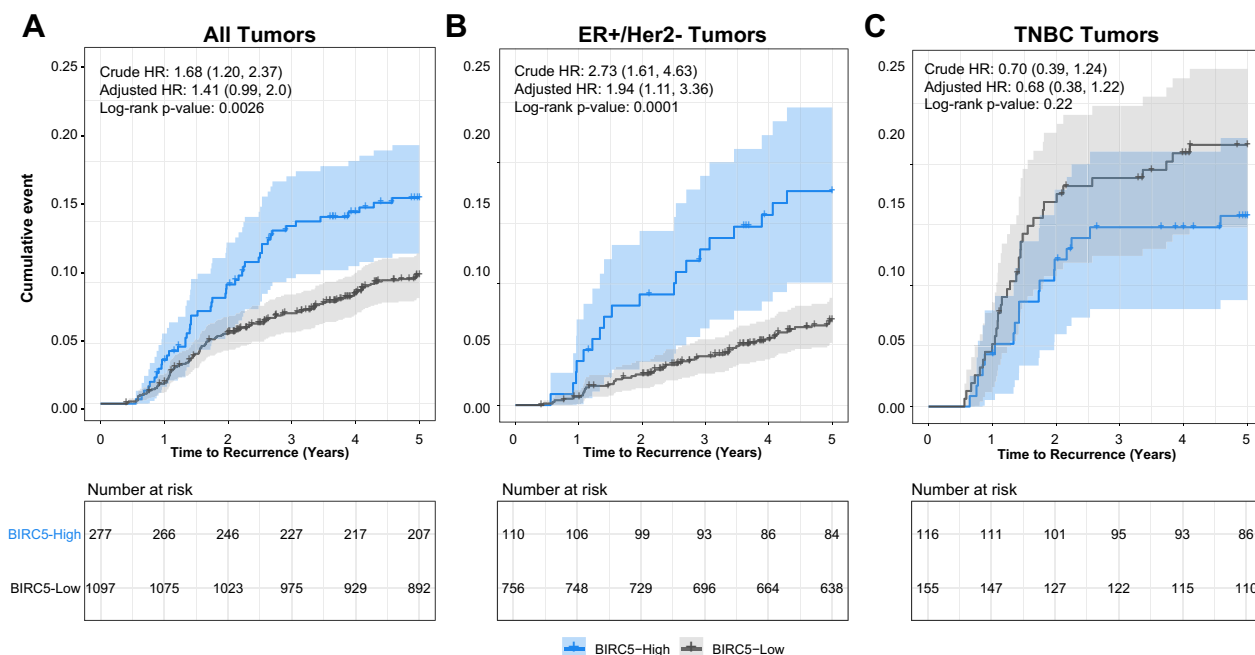 A
All Tumors
Crude HR: 1.68 (1.20, 2.37)
Adjusted HR: 1.41 (0.99, 2.0)
Log-rank p-value: 0.0026
Cumulative event
0.25
0.20
0.15
0.10
0.05
0.00
0 1 2 3 4 5
Time to Recurrence (Years)
B
ER+/Her2- Tumors
Crude HR: 2.73 (1.61, 4.63)
Adjusted HR: 1.94 (1.11, 3.36)
Log-rank p-value: 0.0001
0.25
0.20
0.15
0.10
0.05
0.00
0 1 2 3 4 5
Time to Recurrence (Years)
C
TNBC Tumors
Crude HR: 0.70 (0.39, 1.24)
Adjusted HR: 0.68 (0.38, 1.22)
Log-rank p-value: 0.22
0.25
0.20
0.15
0.10
0.05
0.00
0 1 2 3 4 5
Time to Recurrence (Years)
Number at risk
BIRC5-High 277 266 246 227 217 207
BIRC5-Low 1097 1075 1023 975 929 892
Number at risk
110 106 99 93 86 84
756 748 729 696 664 638
Number at risk
116 111 101 95 93 86
155 147 127 122 115 110
BIRC5−High BIRC5−Low